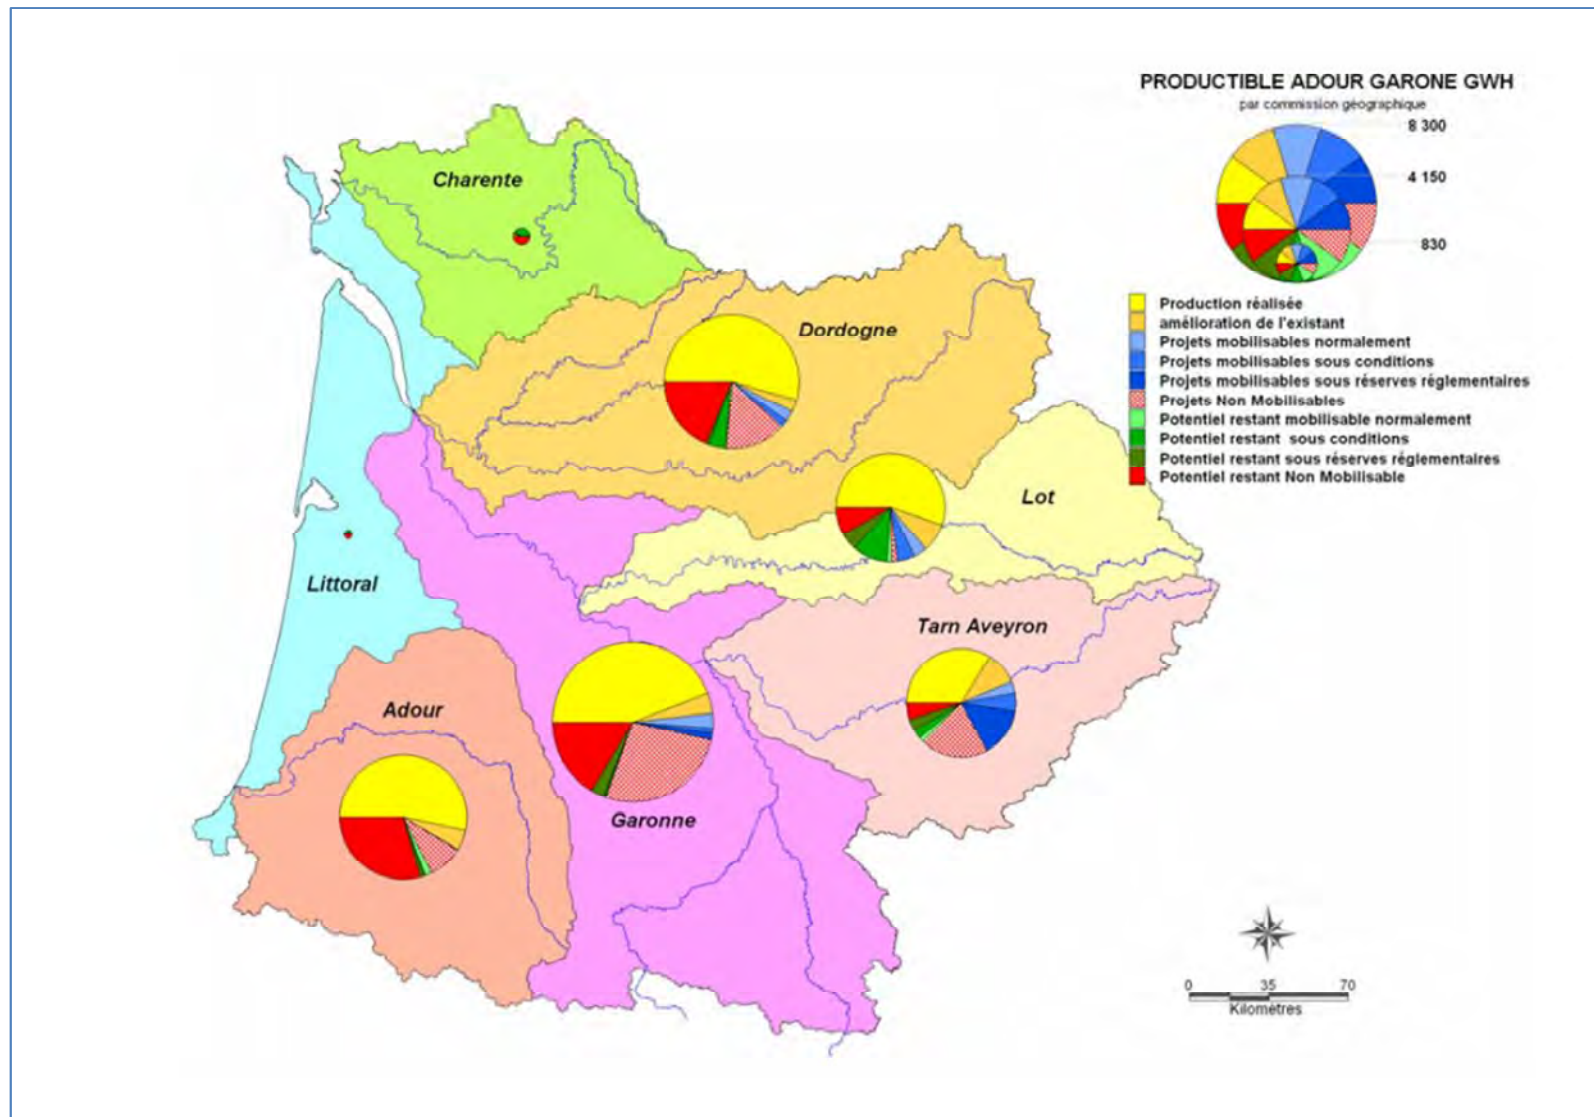 PRODUCTIBLE ADOUR GARONE GWH
par commission géographique
8 300
4 150
830
Production réalisée
amélioration de l'existant
Projets mobilisables normalement
Projets mobilisables sous conditions
Projets mobilisables sous réserves réglementaires
Projets Non Mobilisables
Potentiel restant mobilisable normalement
Potentiel restant sous conditions
Potentiel restant sous réserves réglementaires
Potentiel restant Non Mobilisable
Charente
Dordogne
Lot
Littoral
Tarn Aveyron
Adour
Garonne
0 35 70
Kilomètres